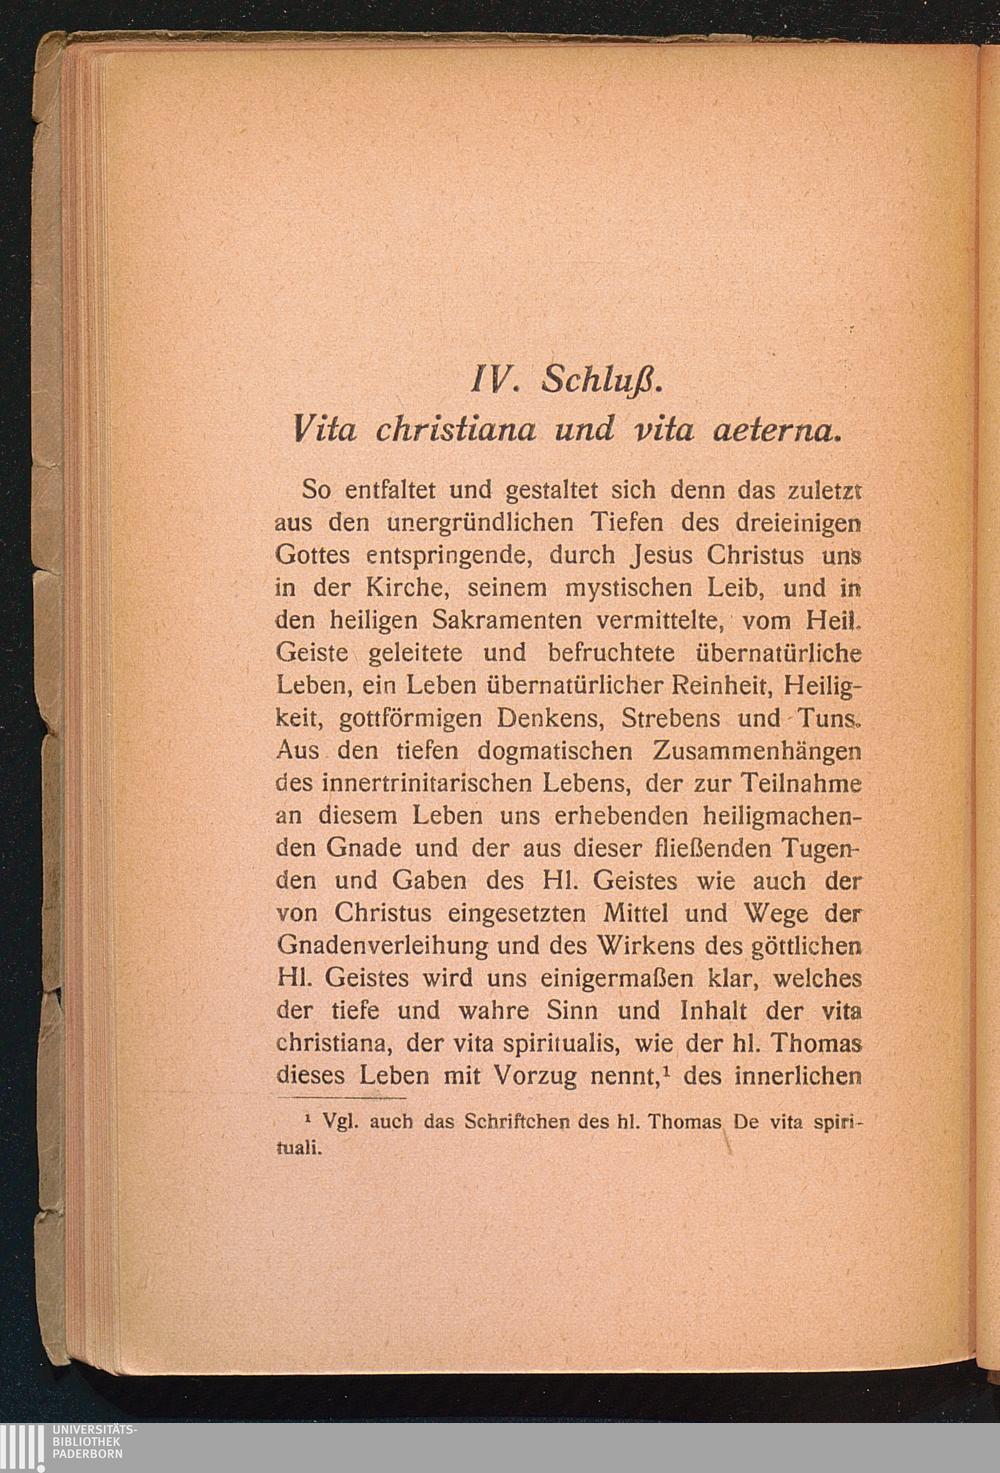 IV. Schluß.
Vita christiana und vita aeterna.
So entfaltet und gestaltet sich denn das zuletzt
aus den unergründlichen Tiefen des dreieinigen
Gottes entspringende, durch Jesus Christus uns
in der Kirche, seinem mystischen Leib, und in
den heiligen Sakramenten vermittelte, vom Heil.
Geiste geleitete und befruchtete übernatürliche
Leben, ein Leben übernatürlicher Reinheit, Heilig-
keit, gottförmigen Denkens, Strebens und Tuns.
Aus den tiefen dogmatischen Zusammenhängen
des innertrinitarischen Lebens, der zur Teilnahme
an diesem Leben uns erhebenden heiligmachen-
den Gnade und der aus dieser fließenden Tugen-
den und Gaben des Hl. Geistes wie auch der
von Christus eingesetzten Mittel und Wege der
Gnadenverleihung und des Wirkens des göttlichen
Hl. Geistes wird uns einigermaßen klar, welches
der tiefe und wahre Sinn und Inhalt der vita
christiana, der vita spiritualis, wie der hl. Thomas
dieses Leben mit Vorzug nennt,¹ des innerlichen
¹ Vgl. auch das Schriftchen des hl. Thomas De vita spiri-
tuali.
UNIVERSITÄTS-
BIBLIOTHEK
PADERBORN